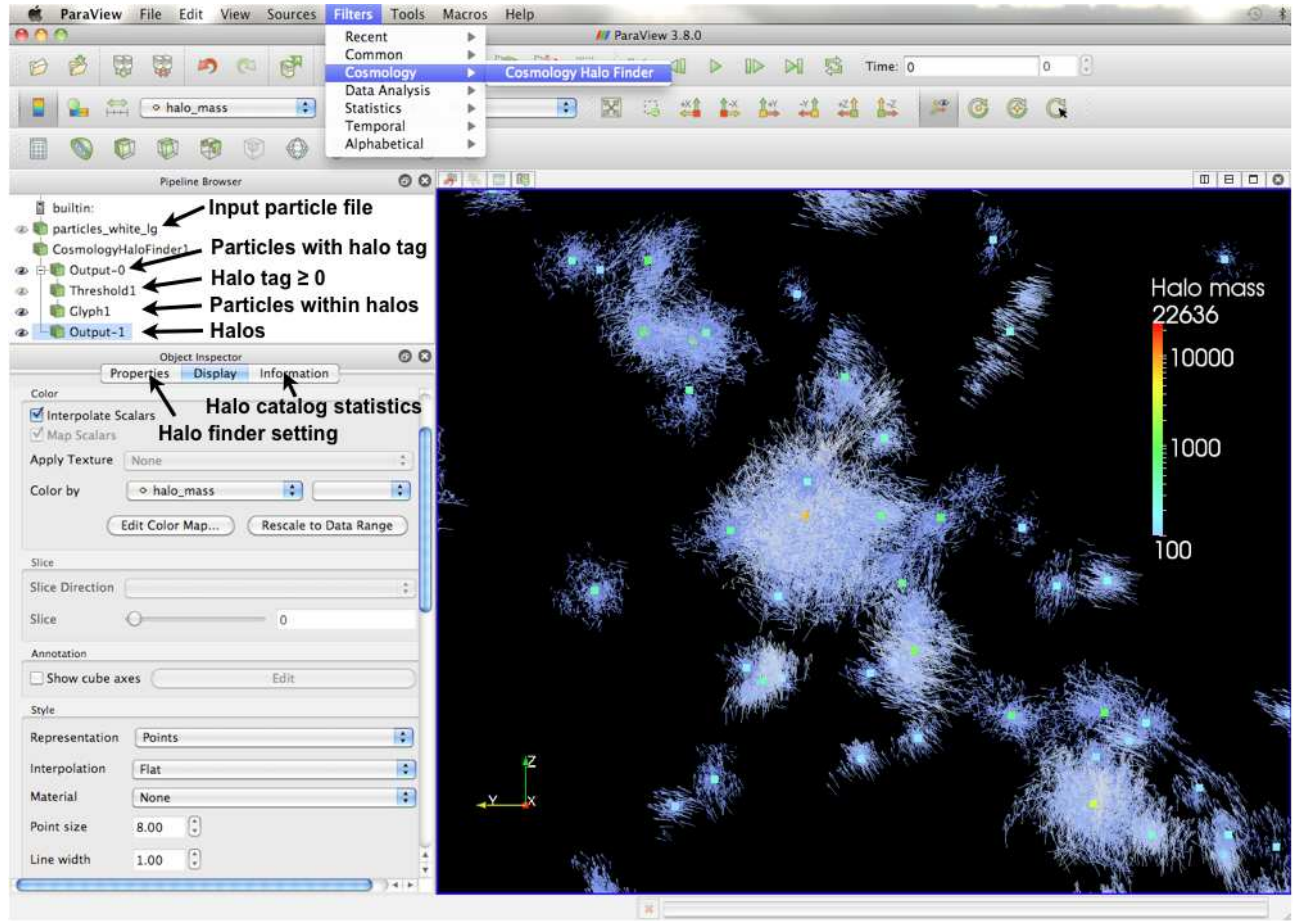 ParaView File Edit View Sources Filters Tools Macros Help
ParaView 3.8.0
Recent
Common
Cosmology
Cosmology Halo Finder
Data Analysis
Statistics
Temporal
Alphabetical
Time: 0
0
halo_mass
+X
-X
+Y
-Y
+Z
-Z
Pipeline Browser
builtin:
particles_white_lg
CosmologyHaloFinder1
Output-0
Threshold1
Glyph1
Output-1
Input particle file
Particles with halo tag
Halo tag ≥ 0
Particles within halos
Halos
Object Inspector
Properties Display Information
Halo catalog statistics
Halo finder setting
Color
Interpolate Scalars
Map Scalars
Apply Texture None
Color by halo_mass
Edit Color Map... Rescale to Data Range
Slice
Slice Direction
Slice 0
Annotation
Show cube axes Edit
Style
Representation Points
Interpolation Flat
Material None
Point size 8.00
Line width 1.00
Halo mass
22636
10000
1000
100
Z
Y X